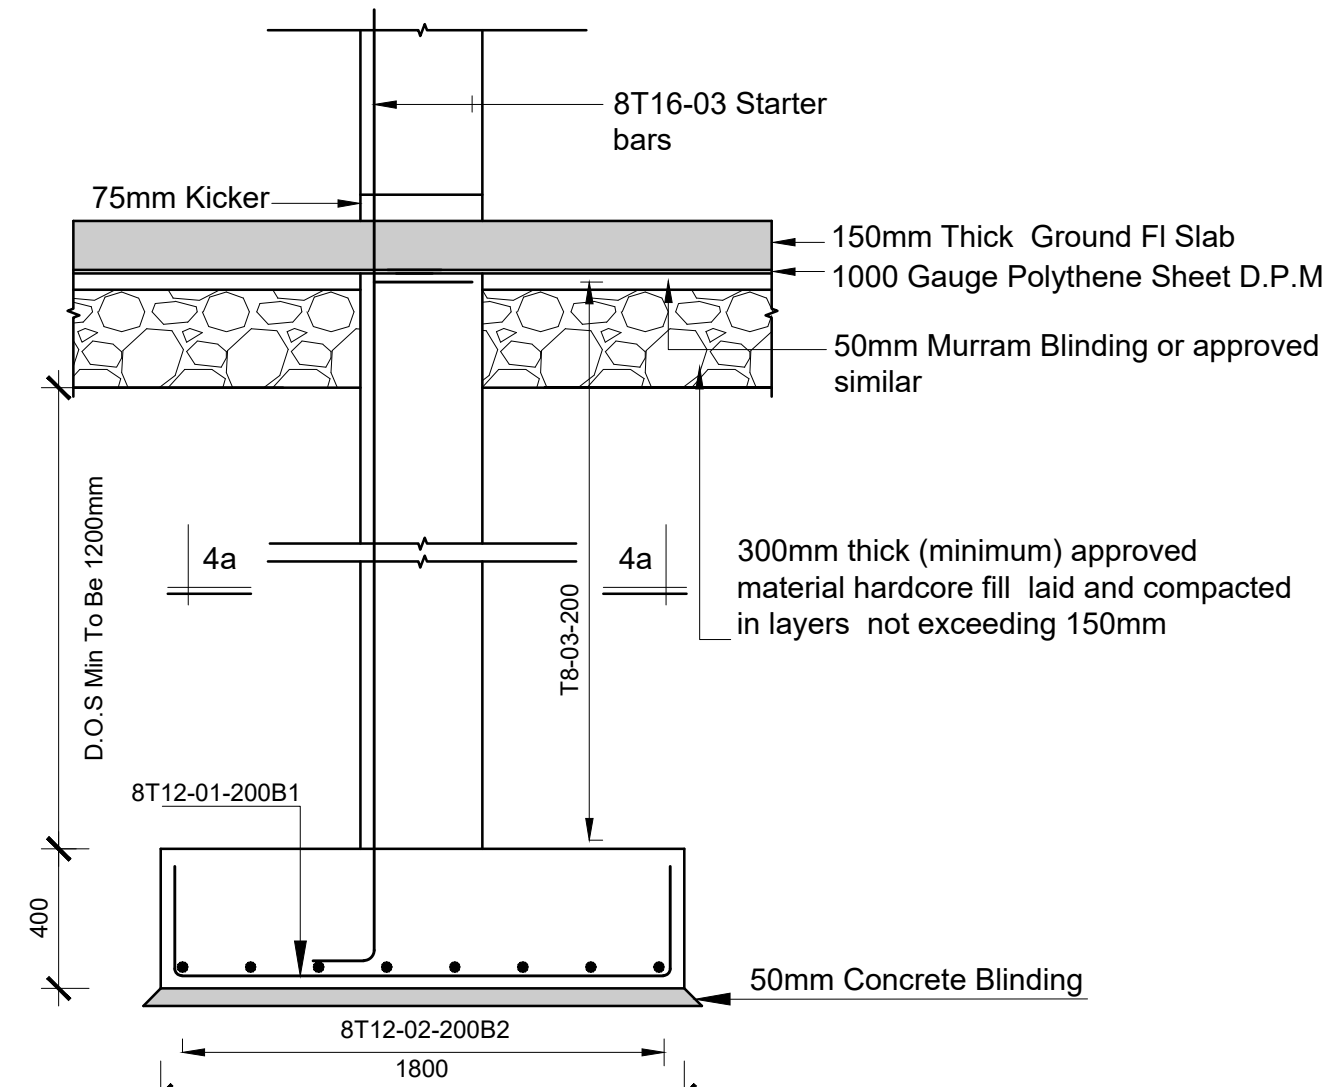 8T16-03 Starter
bars
75mm Kicker
150mm Thick  Ground Fl Slab
1000 Gauge Polythene Sheet D.P.M
50mm Murram Blinding or approved
similar
D.O.S Min To Be 1200mm
4a
4a
300mm thick (minimum) approved
material hardcore fill  laid and compacted
in layers  not exceeding 150mm
T8-03-200
8T12-01-200B1
400
50mm Concrete Blinding
8T12-02-200B2
1800